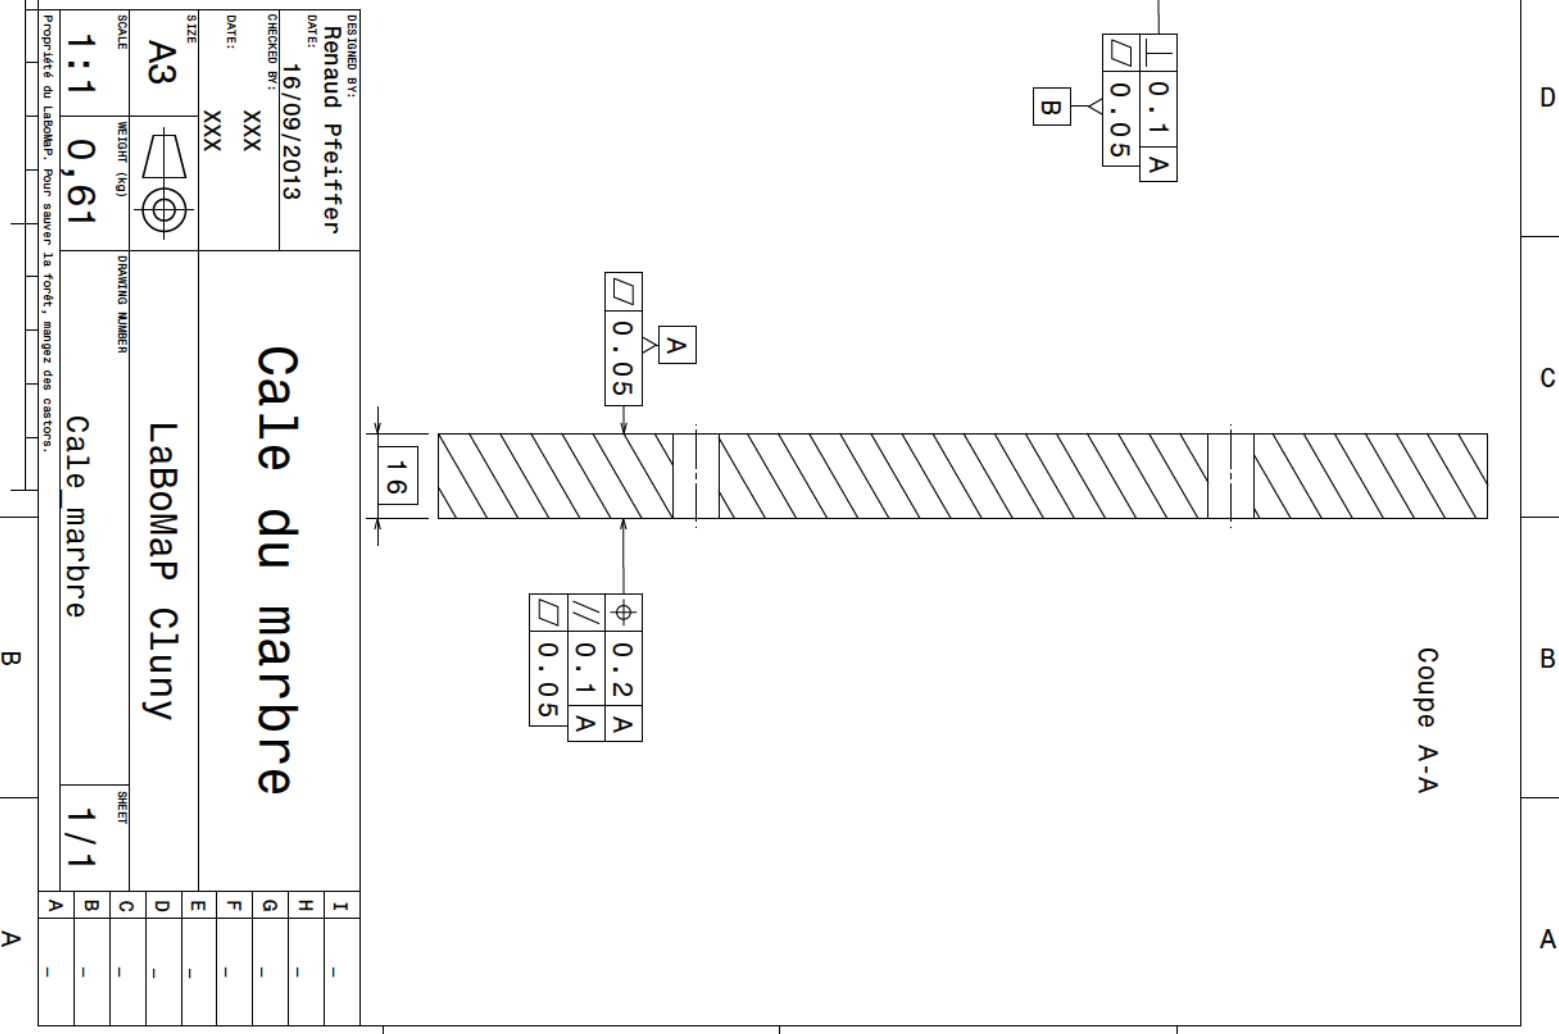 D
C
B
A
B
A
⊥ 0.1 A
⏥ 0.05
B
⏥ 0.05
A
16
⌖ 0.2 A
// 0.1 A
⏥ 0.05
Coupe A-A
DESIGNED BY:
Renaud Pfeiffer
DATE:
16/09/2013
CHECKED BY:
XXX
DATE:
XXX
SIZE
A3
SCALE
1:1
WEIGHT (kg)
0,61
Cale du marbre
LaBoMaP Cluny
DRAWING NUMBER
Cale_marbre
SHEET
1/1
I -
H -
G -
F -
E -
D -
C -
B -
A -
Propriété du LaBoMaP. Pour sauver la forêt, mangez des castors.